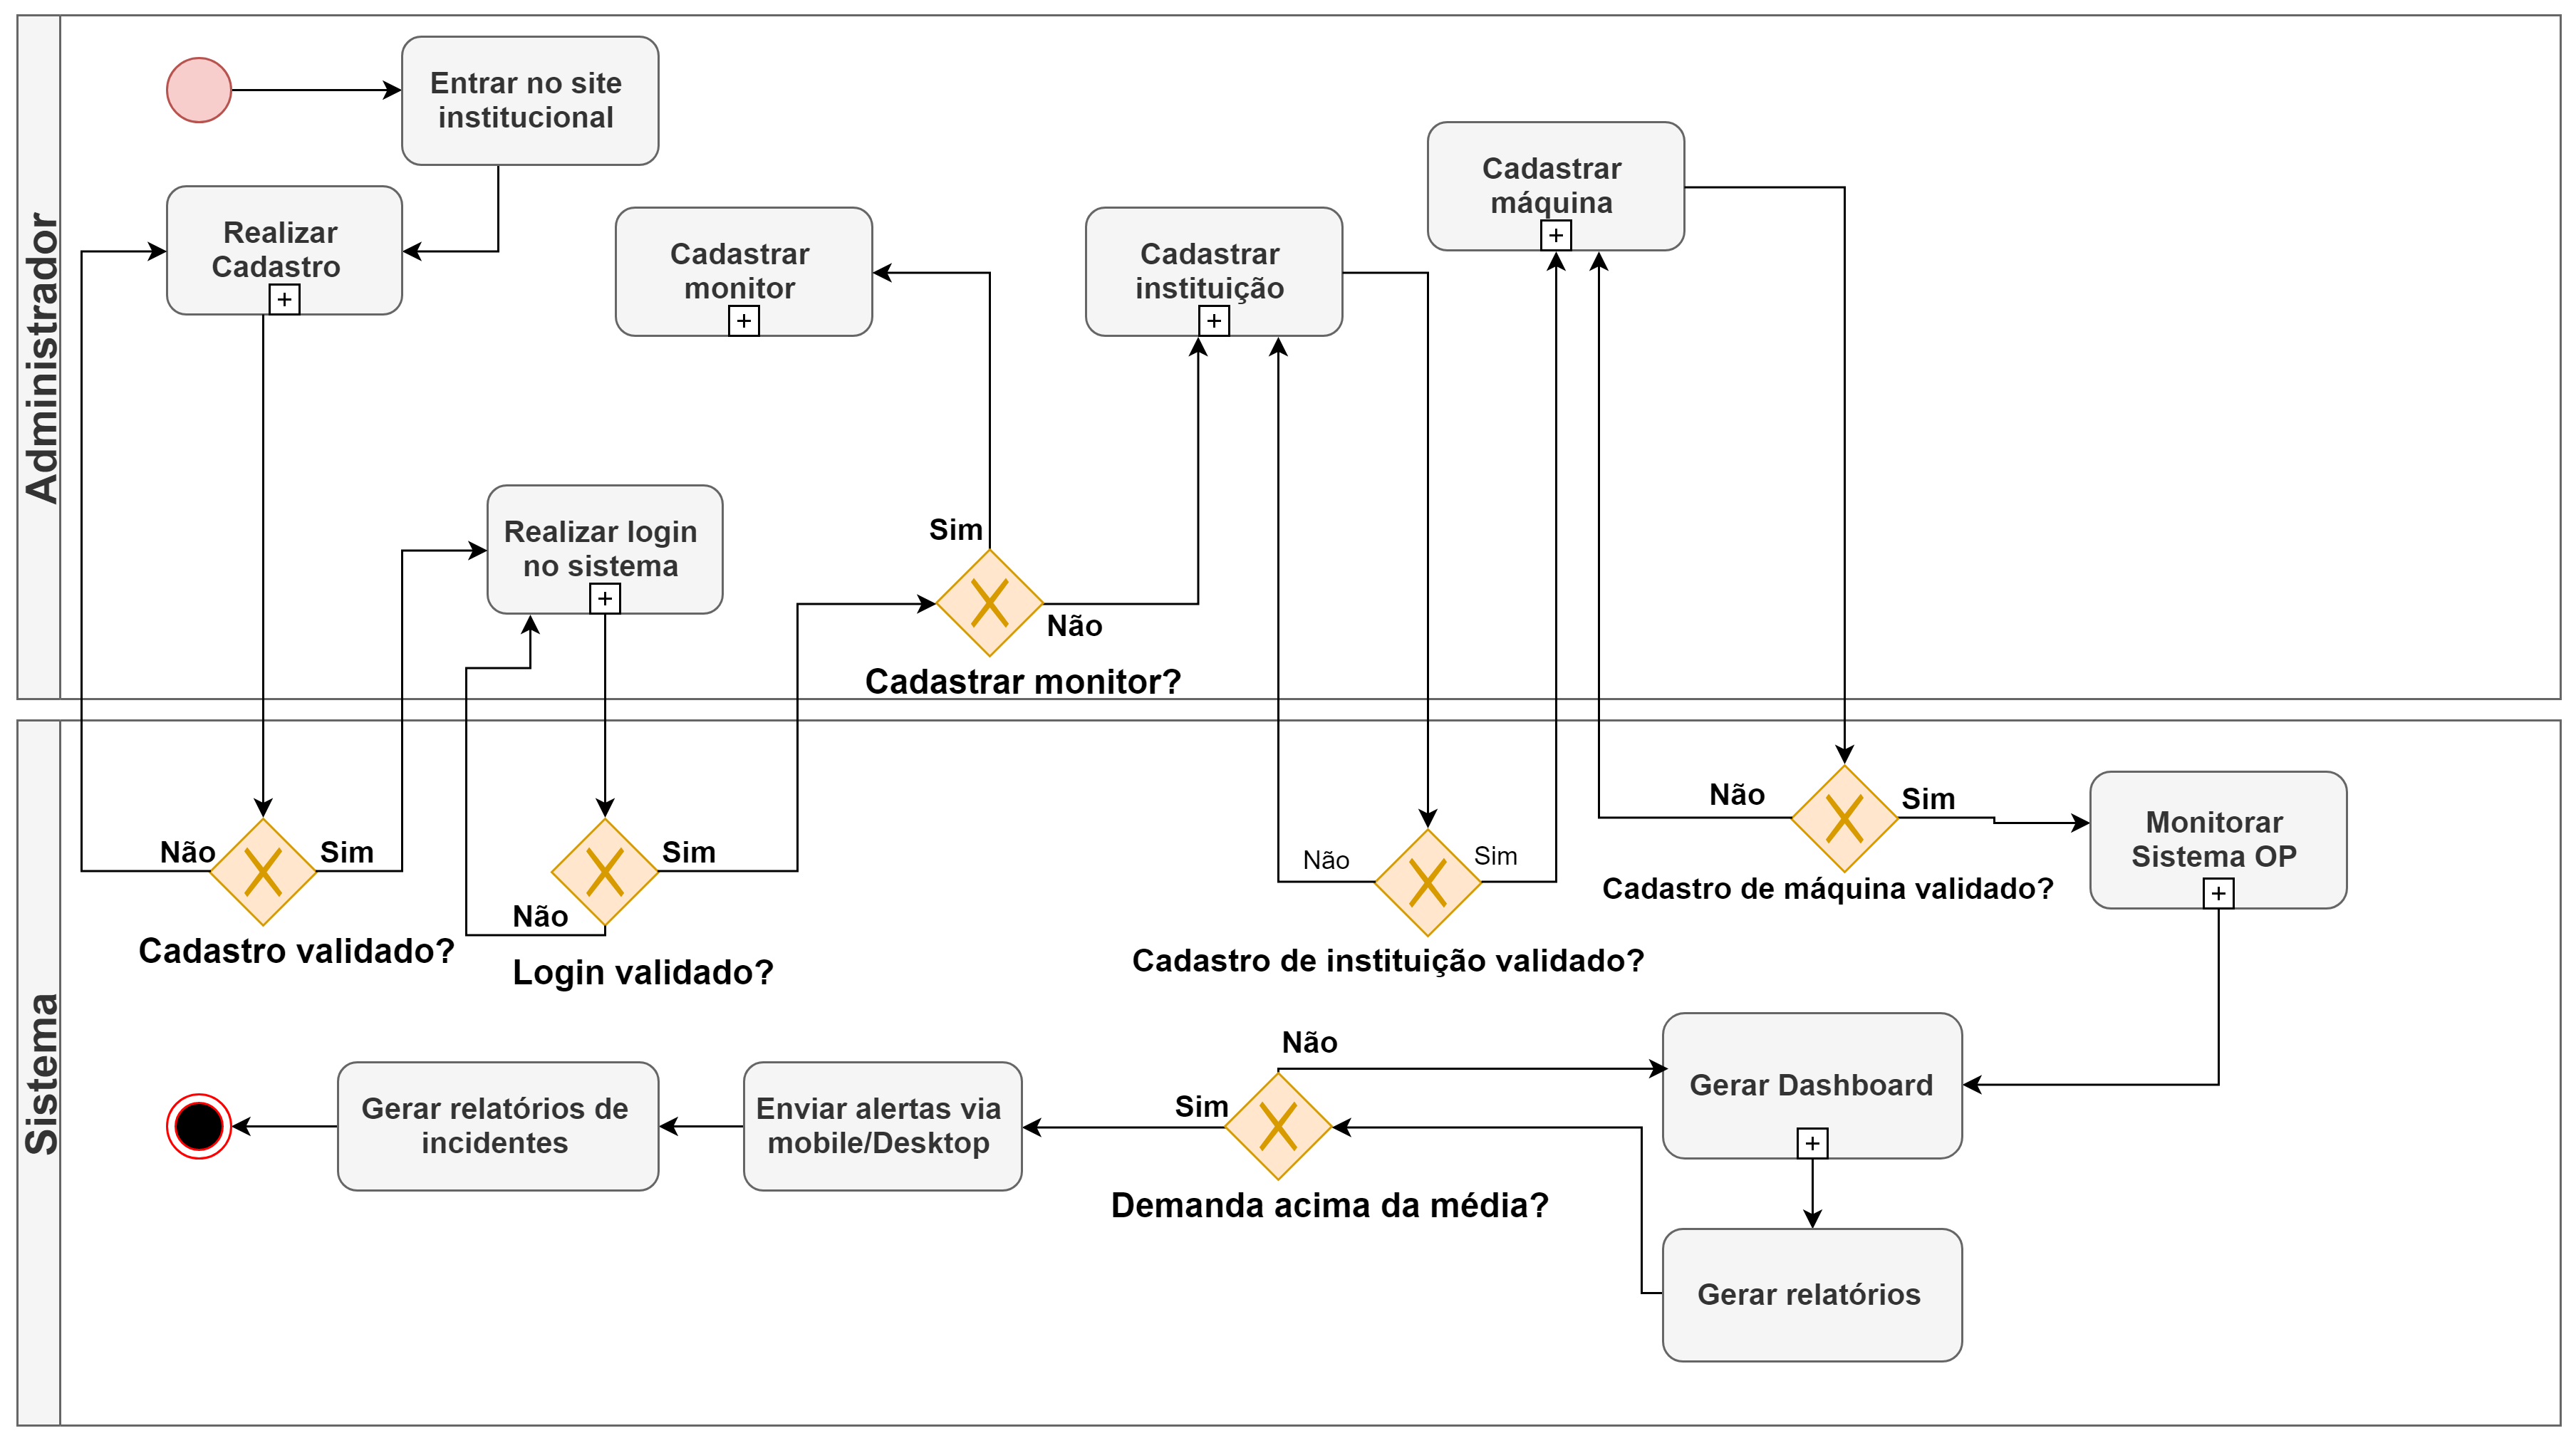 Administrador
Entrar no site
institucional
Realizar
Cadastro
Cadastrar
monitor
Cadastrar
instituição
Cadastrar
máquina
Realizar login
no sistema
Sim
Não
Cadastrar monitor?
Sistema
Não
Sim
Cadastro validado?
Sim
Não
Login validado?
Não
Sim
Cadastro de instituição validado?
Não
Sim
Cadastro de máquina validado?
Monitorar
Sistema OP
Gerar relatórios de
incidentes
Enviar alertas via
mobile/Desktop
Sim
Não
Demanda acima da média?
Gerar Dashboard
Gerar relatórios